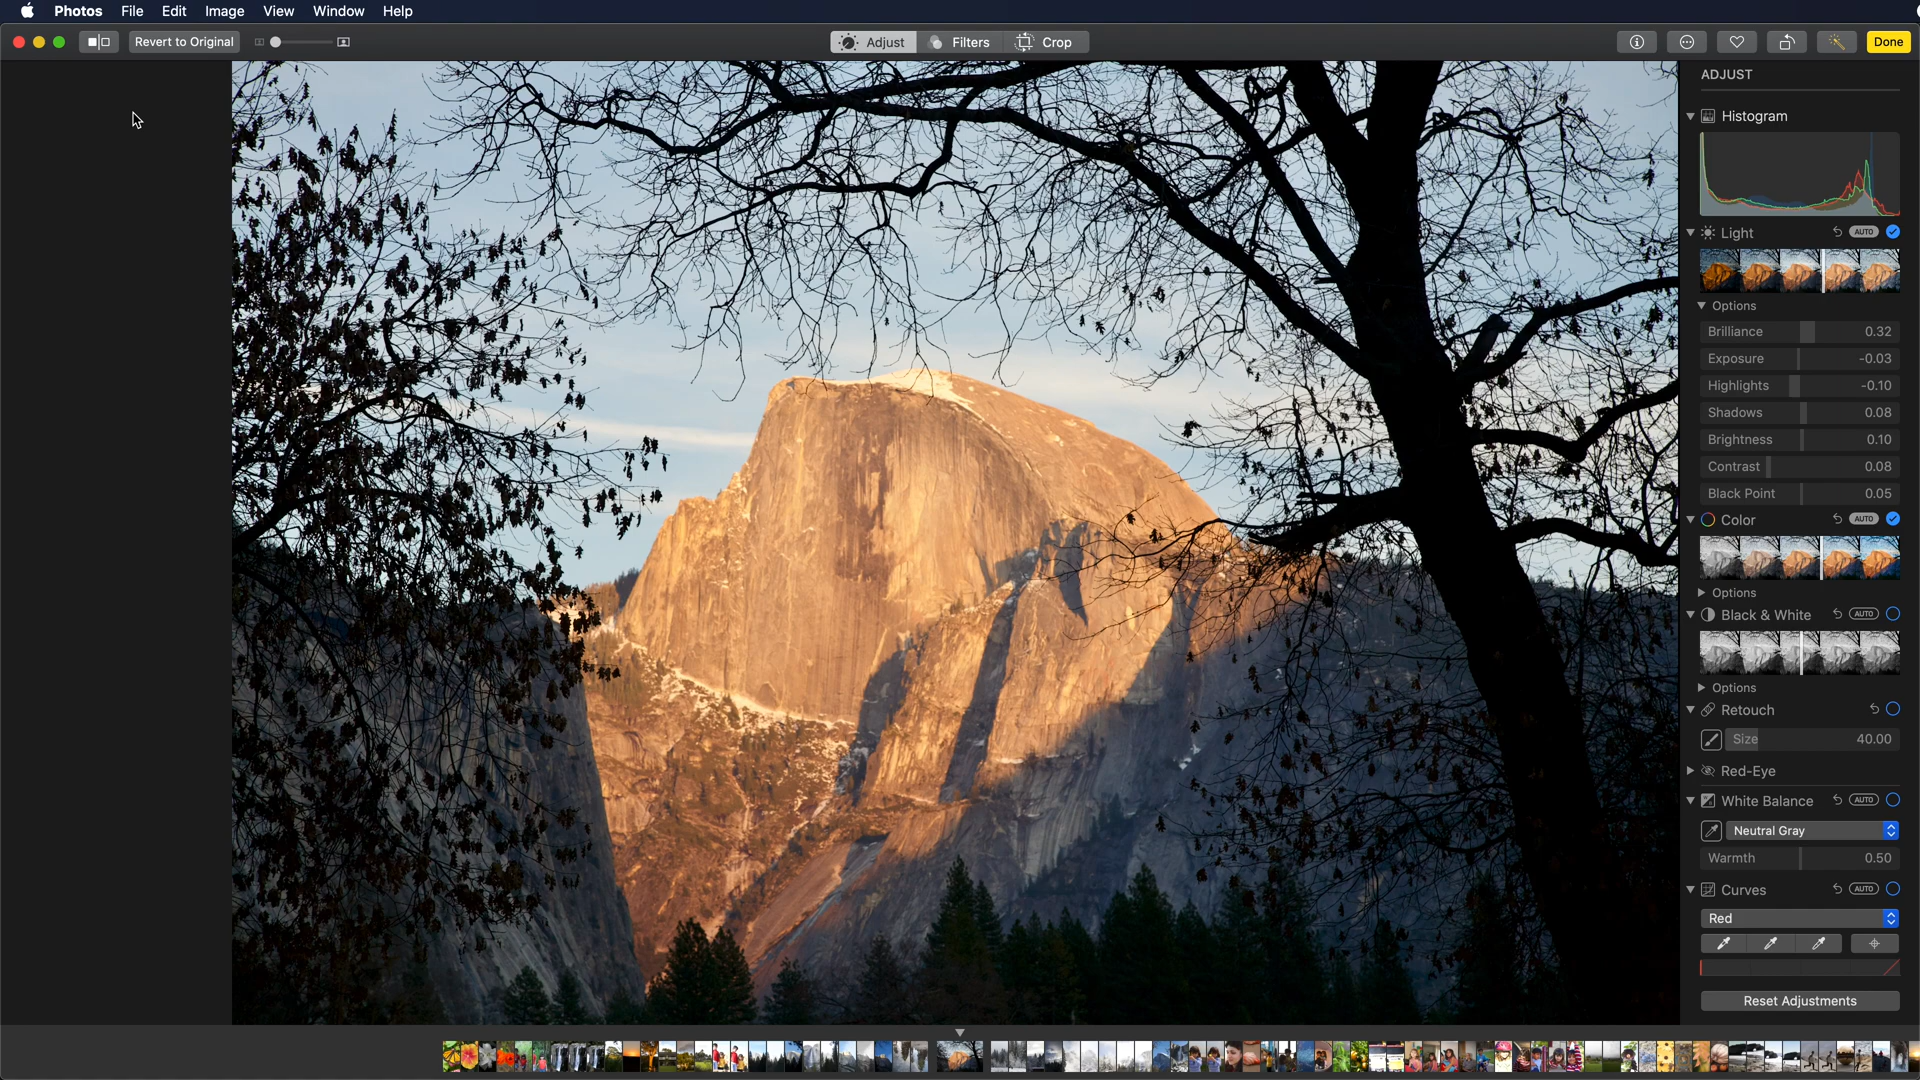 Photos File Edit Image View Window Help
Revert to Original Adjust Filters Crop Done
ADJUST
Histogram
Light AUTO
Options
Brilliance 0.32
Exposure -0.03
Highlights -0.10
Shadows 0.08
Brightness 0.10
Contrast 0.08
Black Point 0.05
Color AUTO
Options
Black & White AUTO
Options
Retouch
Size 40.00
Red-Eye
White Balance AUTO
Neutral Gray
Warmth 0.50
Curves AUTO
Red
Reset Adjustments